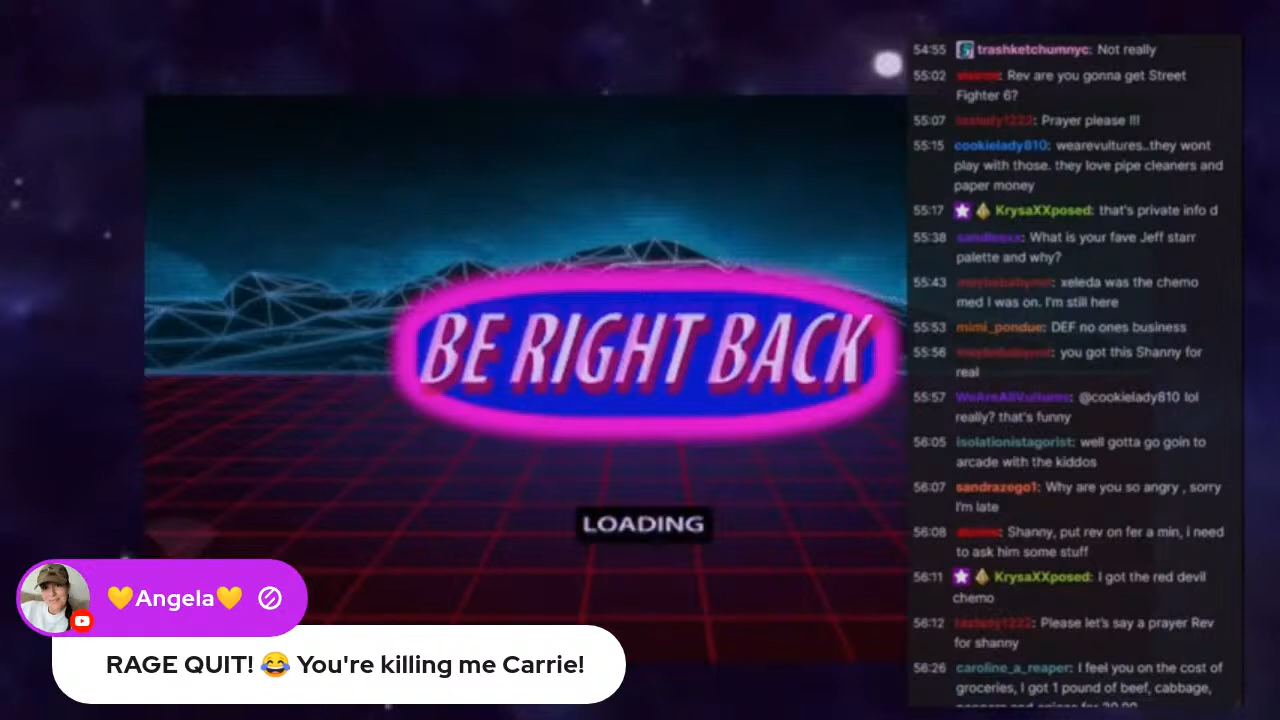 BE RIGHT BACK
LOADING
54:55 trashketchumnyc: Not really
55:02 Rev are you gonna get Street
Fighter 6?
55:07 Prayer please !!!
55:15 cookielady810: wearevultures..they wont
play with those. they love pipe cleaners and
paper money
55:17 KrysaXXposed: that's private info d
55:38 What is your fave Jeff starr
palette and why?
55:43 xeleda was the chemo
med I was on. I'm still here
55:53 mimi_pondue: DEF no ones business
55:56 you got this Shanny for
real
55:57 WeAreAllVultures: @cookielady810 lol
really? that's funny
56:05 isolationistagorist: well gotta go goin to
arcade with the kiddos
56:07 sandrazego1: Why are you so angry , sorry
I'm late
56:08 Shanny, put rev on fer a min, i need
to ask him some stuff
56:11 KrysaXXposed: I got the red devil
chemo
56:12 Please let's say a prayer Rev
for shanny
56:26 caroline_a_reaper: I feel you on the cost of
groceries, I got 1 pound of beef, cabbage,
💛Angela💛
RAGE QUIT! 😂 You're killing me Carrie!